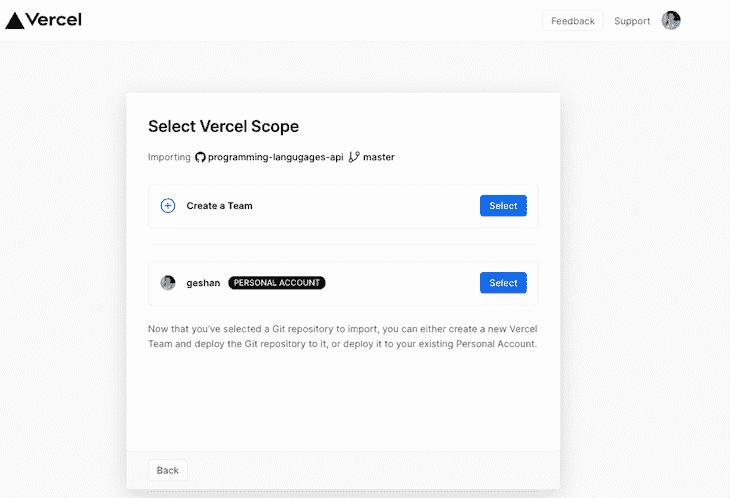 Vercel
Feedback
Support
Select Vercel Scope
Importing programming-langugages-api master
Create a Team
Select
geshan PERSONAL ACCOUNT
Select
Now that you've selected a Git repository to import, you can either create a new Vercel
Team and deploy the Git repository to it, or deploy it to your existing Personal Account.
Back